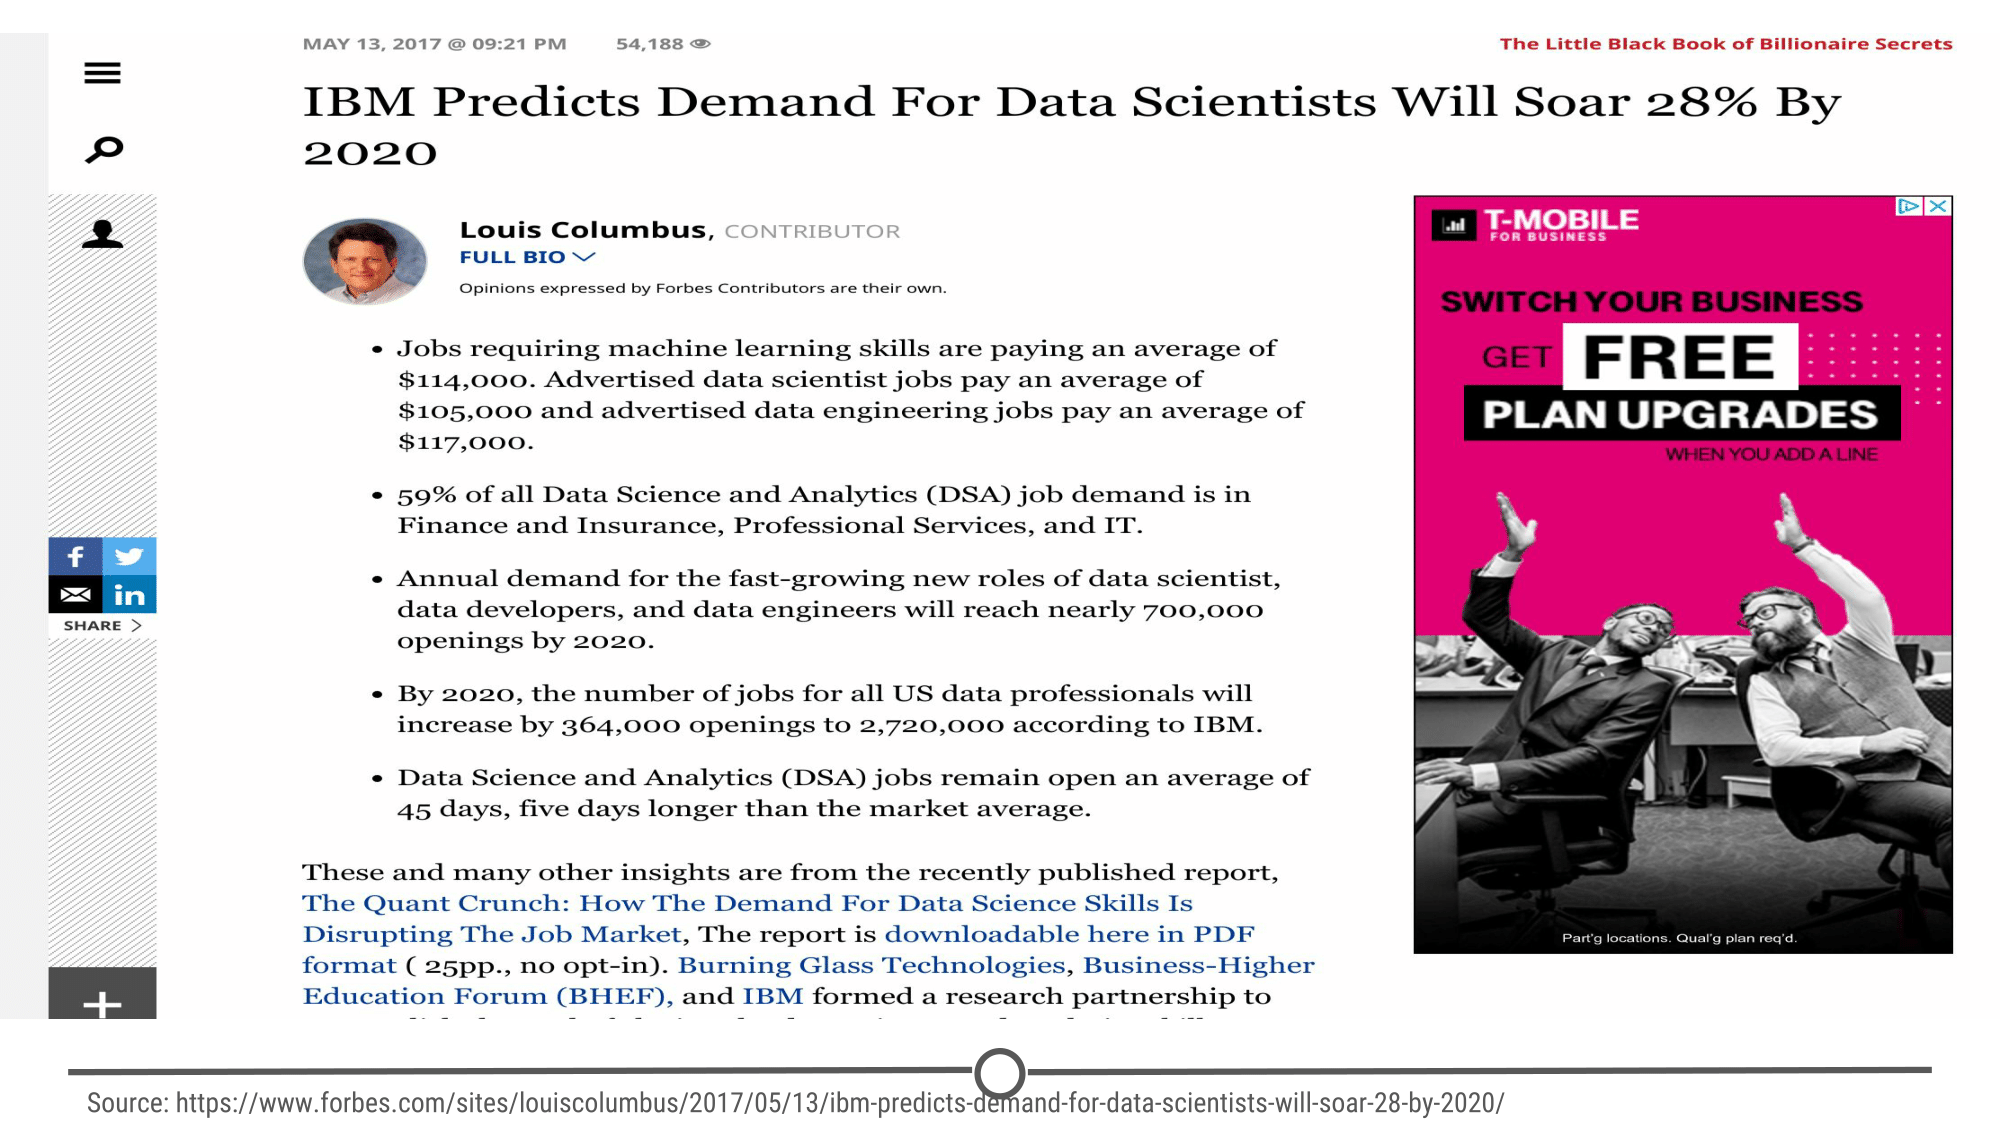 MAY 13, 2017 @ 09:21 PM 54,188
The Little Black Book of Billionaire Secrets
IBM Predicts Demand For Data Scientists Will Soar 28% By
2020
Louis Columbus, CONTRIBUTOR
FULL BIO
Opinions expressed by Forbes Contributors are their own.
• Jobs requiring machine learning skills are paying an average of
$114,000. Advertised data scientist jobs pay an average of
$105,000 and advertised data engineering jobs pay an average of
$117,000.
• 59% of all Data Science and Analytics (DSA) job demand is in
Finance and Insurance, Professional Services, and IT.
• Annual demand for the fast-growing new roles of data scientist,
data developers, and data engineers will reach nearly 700,000
openings by 2020.
• By 2020, the number of jobs for all US data professionals will
increase by 364,000 openings to 2,720,000 according to IBM.
• Data Science and Analytics (DSA) jobs remain open an average of
45 days, five days longer than the market average.
These and many other insights are from the recently published report,
The Quant Crunch: How The Demand For Data Science Skills Is
Disrupting The Job Market, The report is downloadable here in PDF
format ( 25pp., no opt-in). Burning Glass Technologies, Business-Higher
Education Forum (BHEF), and IBM formed a research partnership to
f
in
SHARE >
T-MOBILE
FOR BUSINESS
SWITCH YOUR BUSINESS
GET FREE
PLAN UPGRADES
WHEN YOU ADD A LINE
Part'g locations. Qual'g plan req'd.
Source: https://www.forbes.com/sites/louiscolumbus/2017/05/13/ibm-predicts-demand-for-data-scientists-will-soar-28-by-2020/